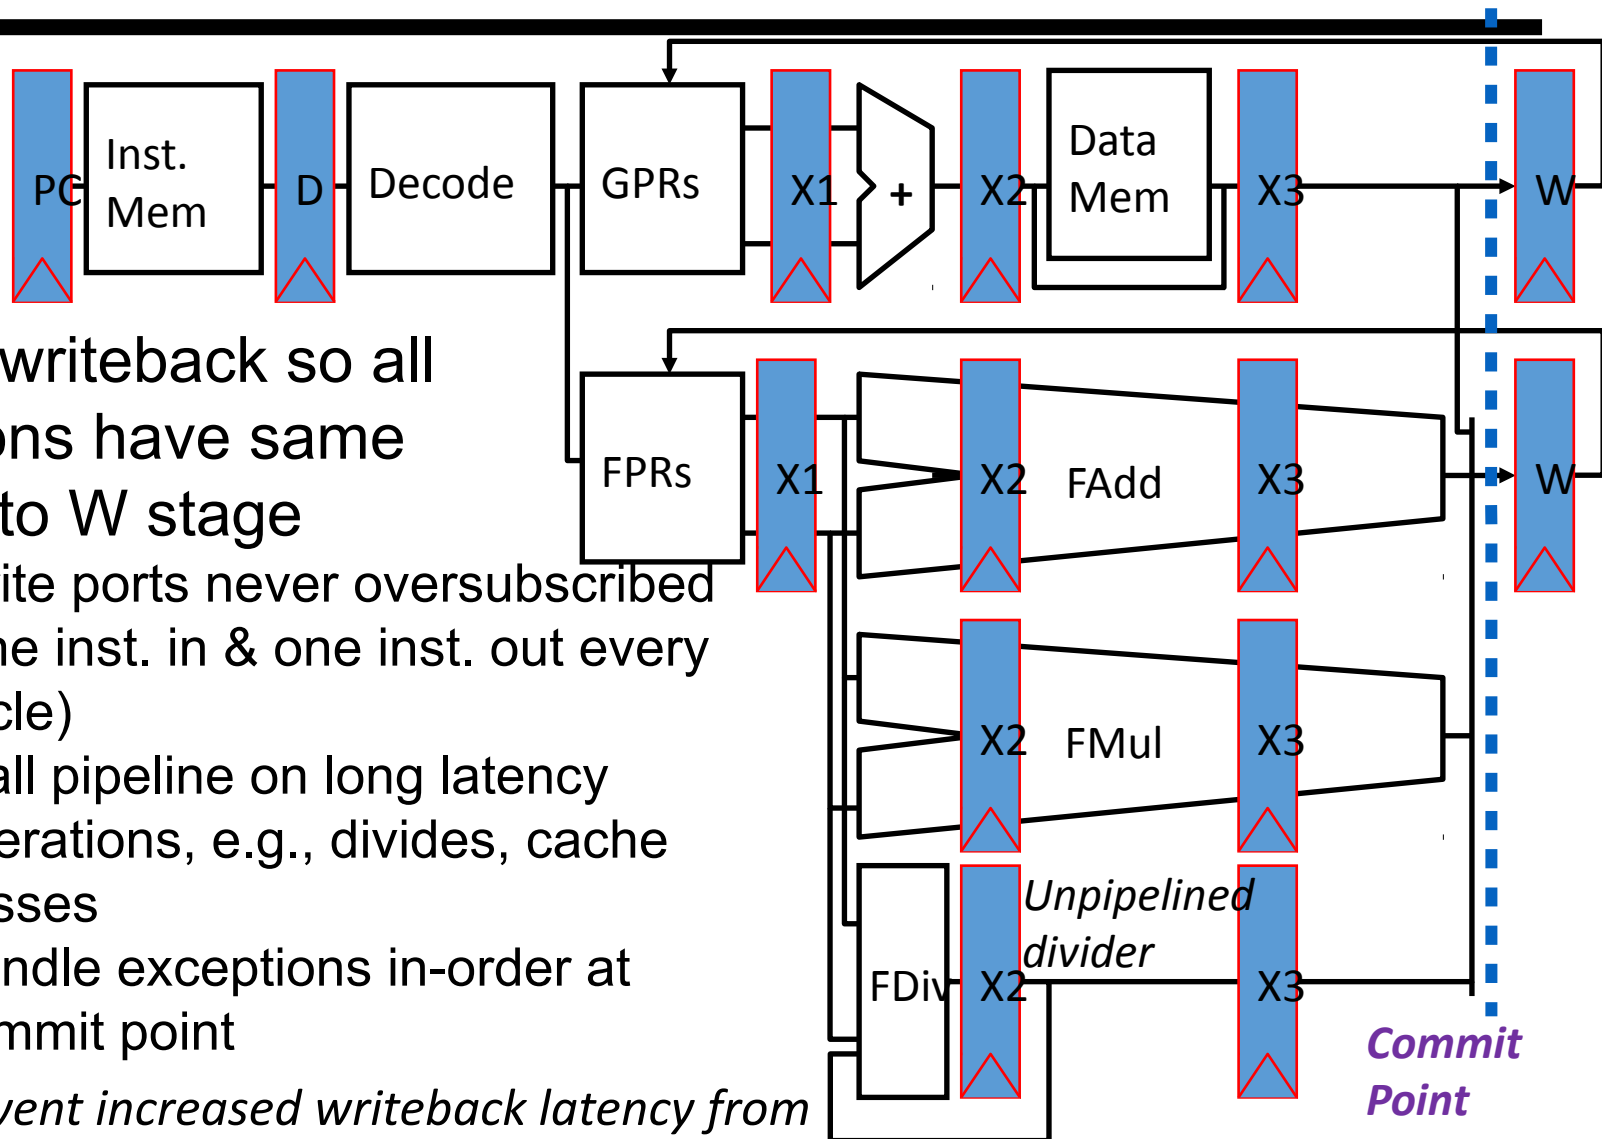 PC
Inst.
Mem
D
Decode
GPRs
X1
+
X2
Data
Mem
X3
W
writeback so all
ons have same
to W stage
ite ports never oversubscribed
ne inst. in & one inst. out every
cle)
all pipeline on long latency
erations, e.g., divides, cache
sses
ndle exceptions in-order at
mmit point
vent increased writeback latency from
FPRs
X1
X2
FAdd
X3
W
X2
FMul
X3
FDiv
X2
Unpipelined
divider
X3
Commit
Point